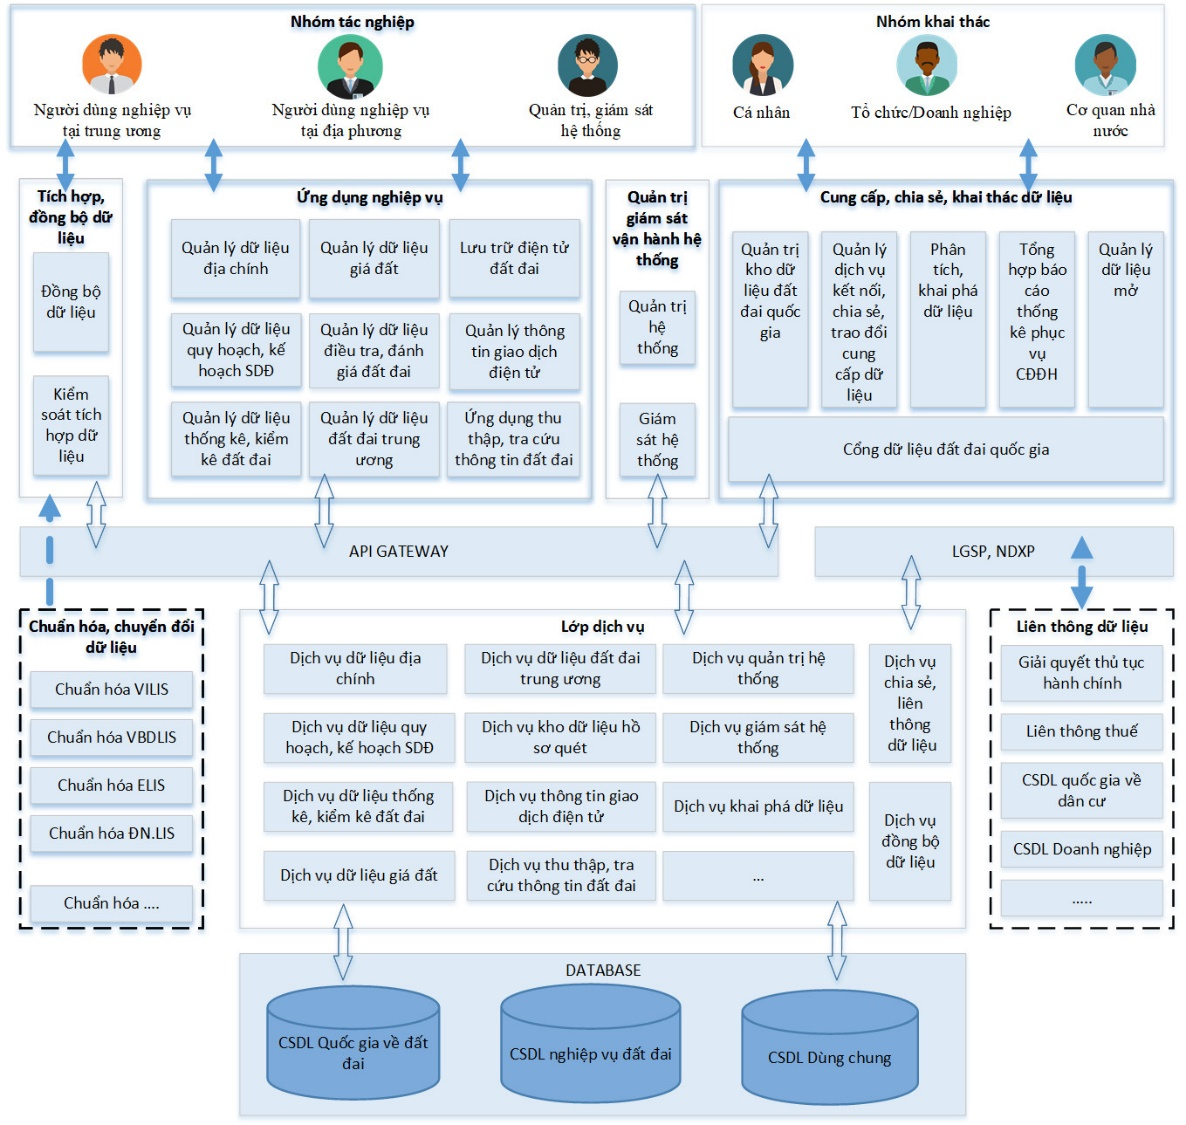 Nhóm tác nghiệp
Người dùng nghiệp vụ
tại trung ương
Người dùng nghiệp vụ
tại địa phương
Quản trị, giám sát
hệ thống
Nhóm khai thác
Cá nhân
Tổ chức/Doanh nghiệp
Cơ quan nhà
nước
Tích hợp,
đồng bộ dữ
liệu
Đồng bộ
dữ liệu
Kiểm
soát tích
hợp dữ
liệu
Ứng dụng nghiệp vụ
Quản lý dữ liệu
địa chính
Quản lý dữ liệu
giá đất
Lưu trữ điện tử
đất đai
Quản lý dữ liệu
quy hoạch, kế
hoạch SDĐ
Quản lý dữ liệu
điều tra, đánh
giá đất đai
Quản lý thông
tin giao dịch
điện tử
Quản lý dữ liệu
thống kê, kiểm
kê đất đai
Quản lý dữ liệu
đất đai trung
ương
Ứng dụng thu
thập, tra cứu
thông tin đất đai
Quản trị
giám sát
vận hành hệ
thống
Quản trị
hệ
thống
Giám
sát hệ
thống
Cung cấp, chia sẻ, khai thác dữ liệu
Quản trị
kho dữ
liệu đất
đai quốc
gia
Quản lý
dịch vụ
kết nối,
chia sẻ,
trao đổi
cung
cấp dữ
liệu
Phân
tích,
khai phá
dữ liệu
Tổng
hợp báo
cáo
thống
kê phục
vụ
CĐĐH
Quản lý
dữ liệu
mở
Cổng dữ liệu đất đai quốc gia
API GATEWAY
LGSP, NDXP
Chuẩn hóa, chuyển đổi
dữ liệu
Chuẩn hóa VILIS
Chuẩn hóa VBDLIS
Chuẩn hóa ELIS
Chuẩn hóa ĐN.LIS
Chuẩn hóa ....
Lớp dịch vụ
Dịch vụ dữ liệu địa
chính
Dịch vụ dữ liệu đất đai
trung ương
Dịch vụ quản trị hệ
thống
Dịch vụ dữ liệu quy
hoạch, kế hoạch SDĐ
Dịch vụ kho dữ liệu hồ
sơ quét
Dịch vụ giám sát hệ
thống
Dịch vụ dữ liệu thống
kê, kiểm kê đất đai
Dịch vụ thông tin giao
dịch điện tử
Dịch vụ khai phá dữ liệu
Dịch vụ dữ liệu giá đất
Dịch vụ thu thập, tra
cứu thông tin đất đai
...
Dịch vụ
chia sẻ,
liên
thông
dữ liệu
Dịch vụ
đồng bộ
dữ liệu
Liên thông dữ liệu
Giải quyết thủ tục
hành chính
Liên thông thuế
CSDL quốc gia về
dân cư
CSDL Doanh nghiệp
.....
DATABASE
CSDL Quốc gia về đất
đai
CSDL nghiệp vụ đất đai
CSDL Dùng chung